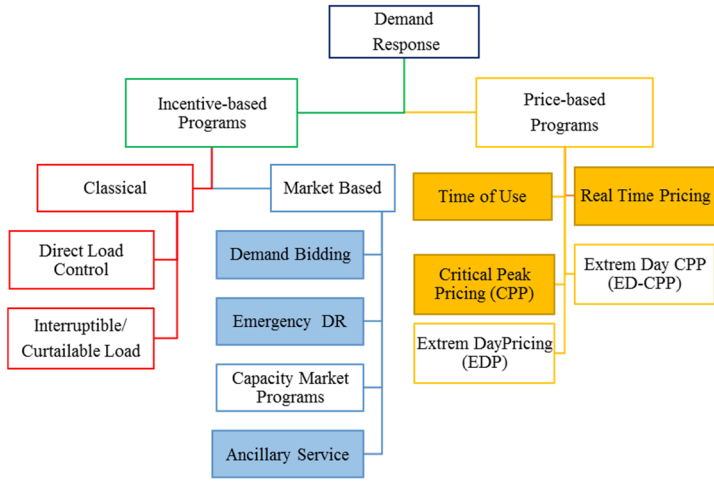 Demand
Response
Incentive-based
Programs
Price-based
Programs
Classical
Market Based
Time of Use
Real Time Pricing
Direct Load
Control
Demand Bidding
Critical Peak
Pricing (CPP)
Extrem Day CPP
(ED-CPP)
Interruptible/
Curtailable Load
Emergency DR
Extrem DayPricing
(EDP)
Capacity Market
Programs
Ancillary Service